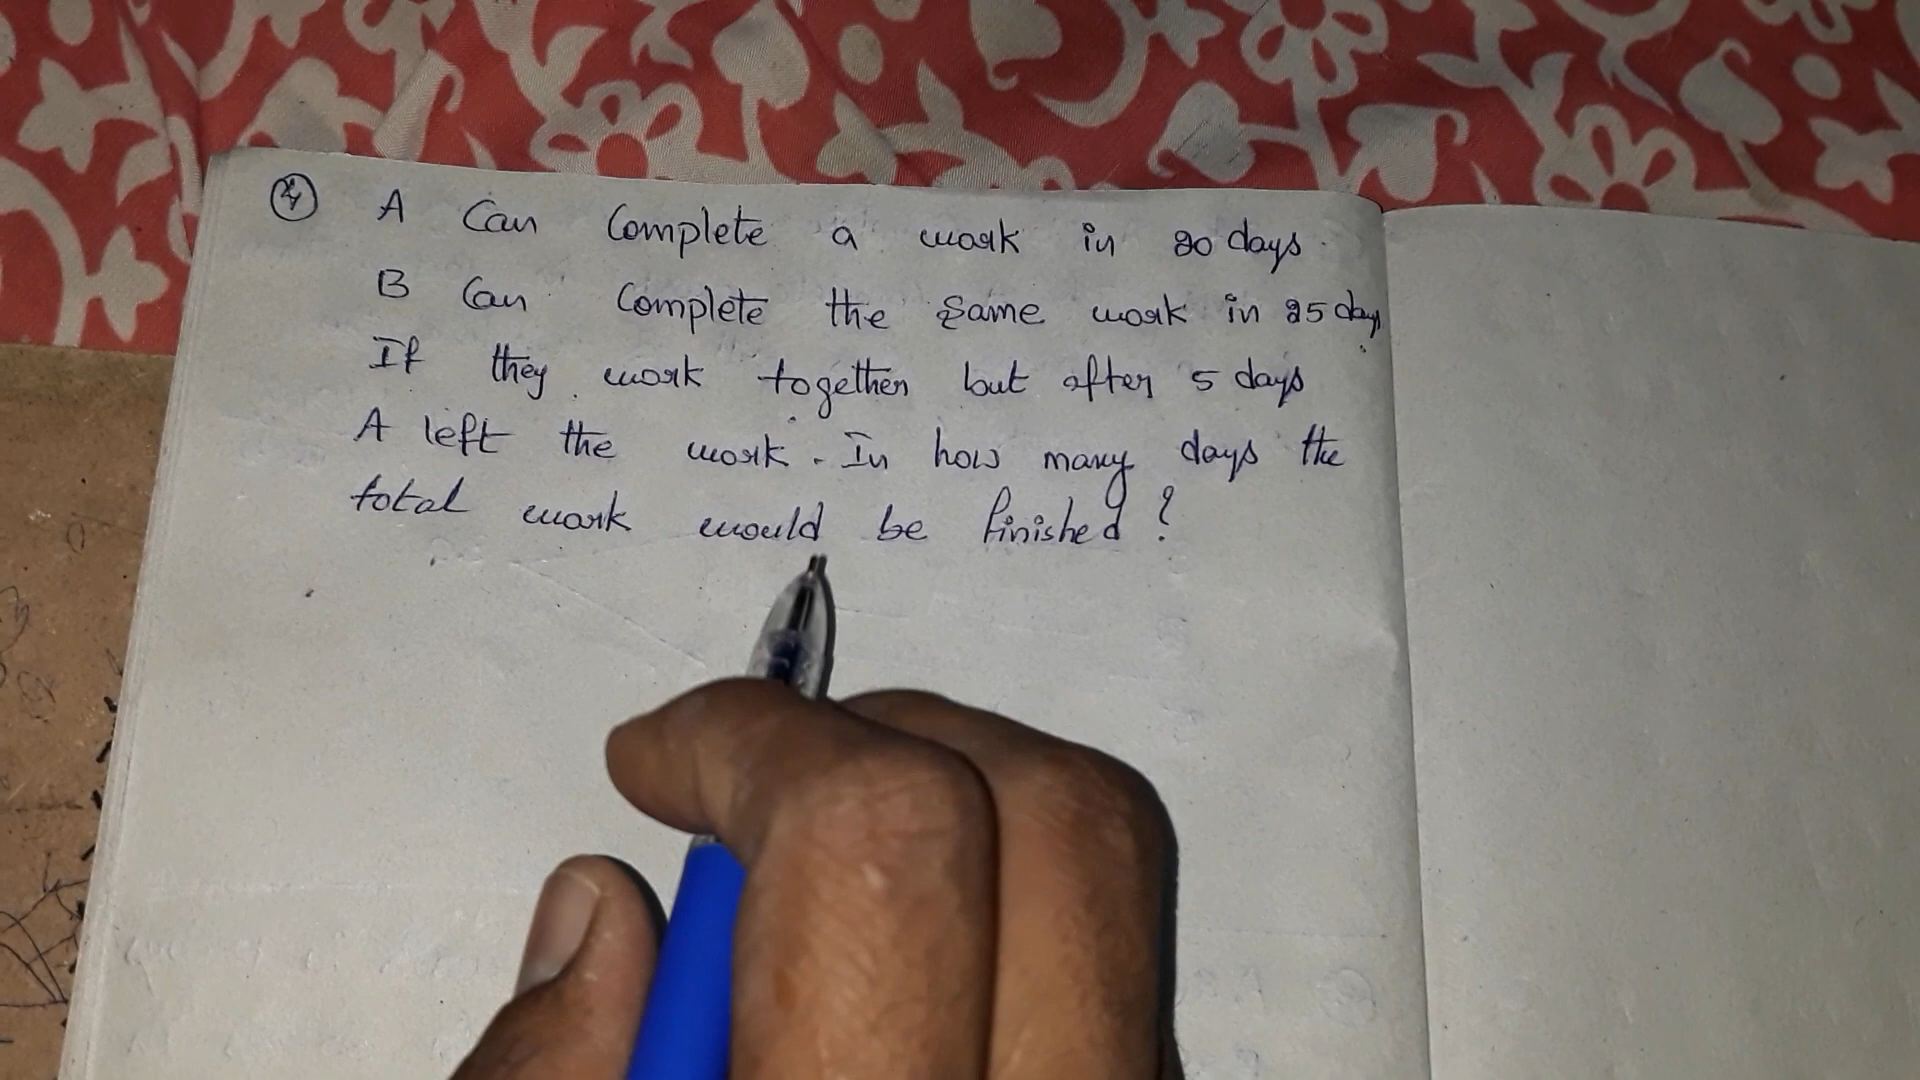 ④ A Can Complete a work in 20 days.
B Can Complete the same work in 25 days
If they work together but after 5 days
A left the work. In how many days the
total work would be finished?